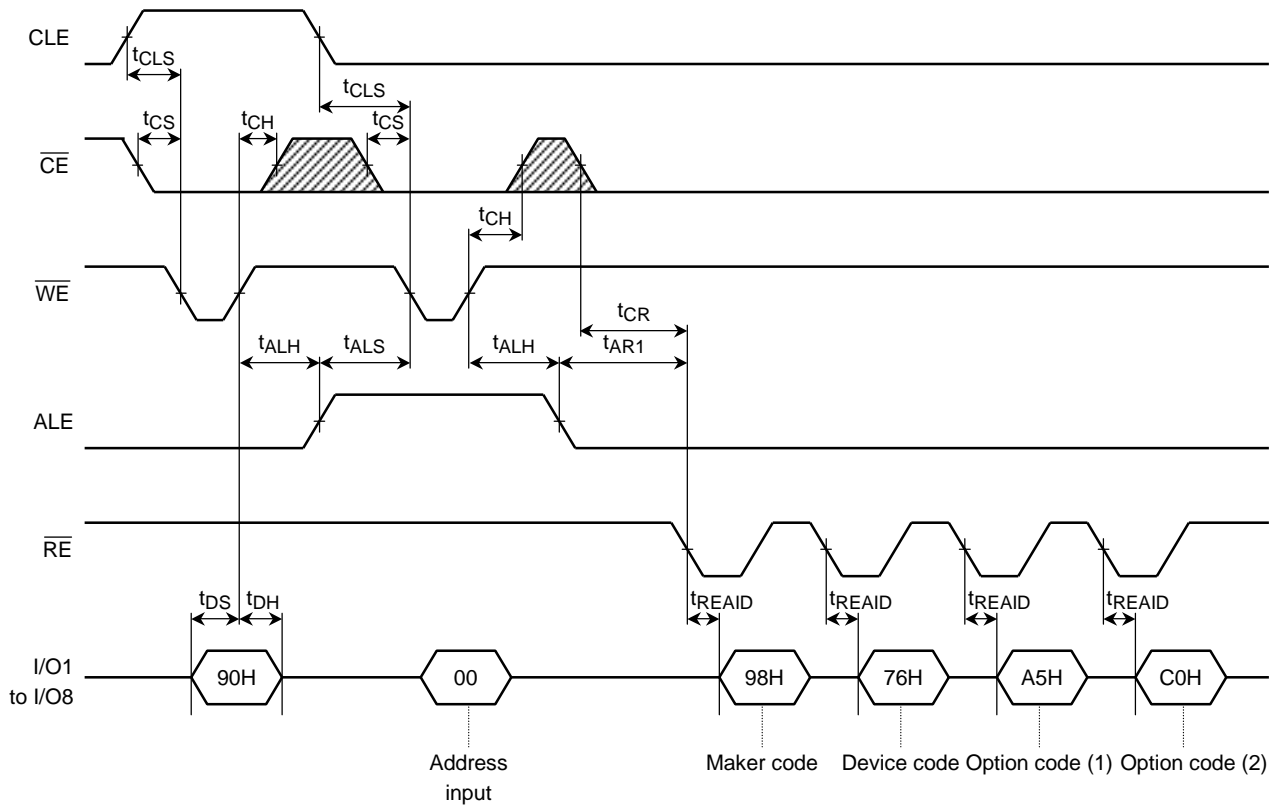 CLE
tCLS
tCLS
tCS
tCH
tCS
CE
tCH
WE
tCR
tALH
tALS
tALH
tAR1
ALE
RE
tDS
tDH
tREAID
tREAID
tREAID
tREAID
I/O1
to I/O8
90H
00
98H
76H
A5H
C0H
Address
input
Maker code
Device code
Option code (1)
Option code (2)